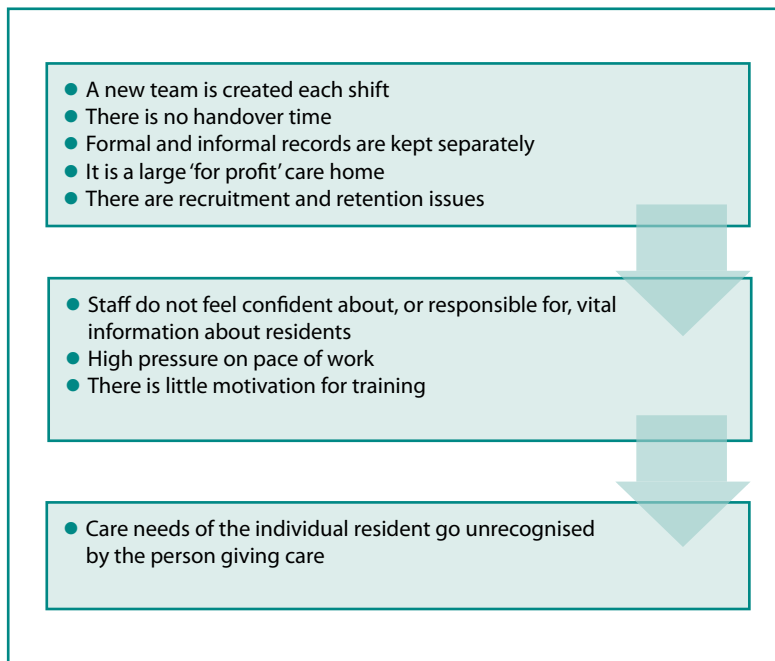 ● A new team is created each shift
● There is no handover time
● Formal and informal records are kept separately
● It is a large ‘for profit’ care home
● There are recruitment and retention issues
● Staff do not feel confident about, or responsible for, vital
information about residents
● High pressure on pace of work
● There is little motivation for training
● Care needs of the individual resident go unrecognised
by the person giving care